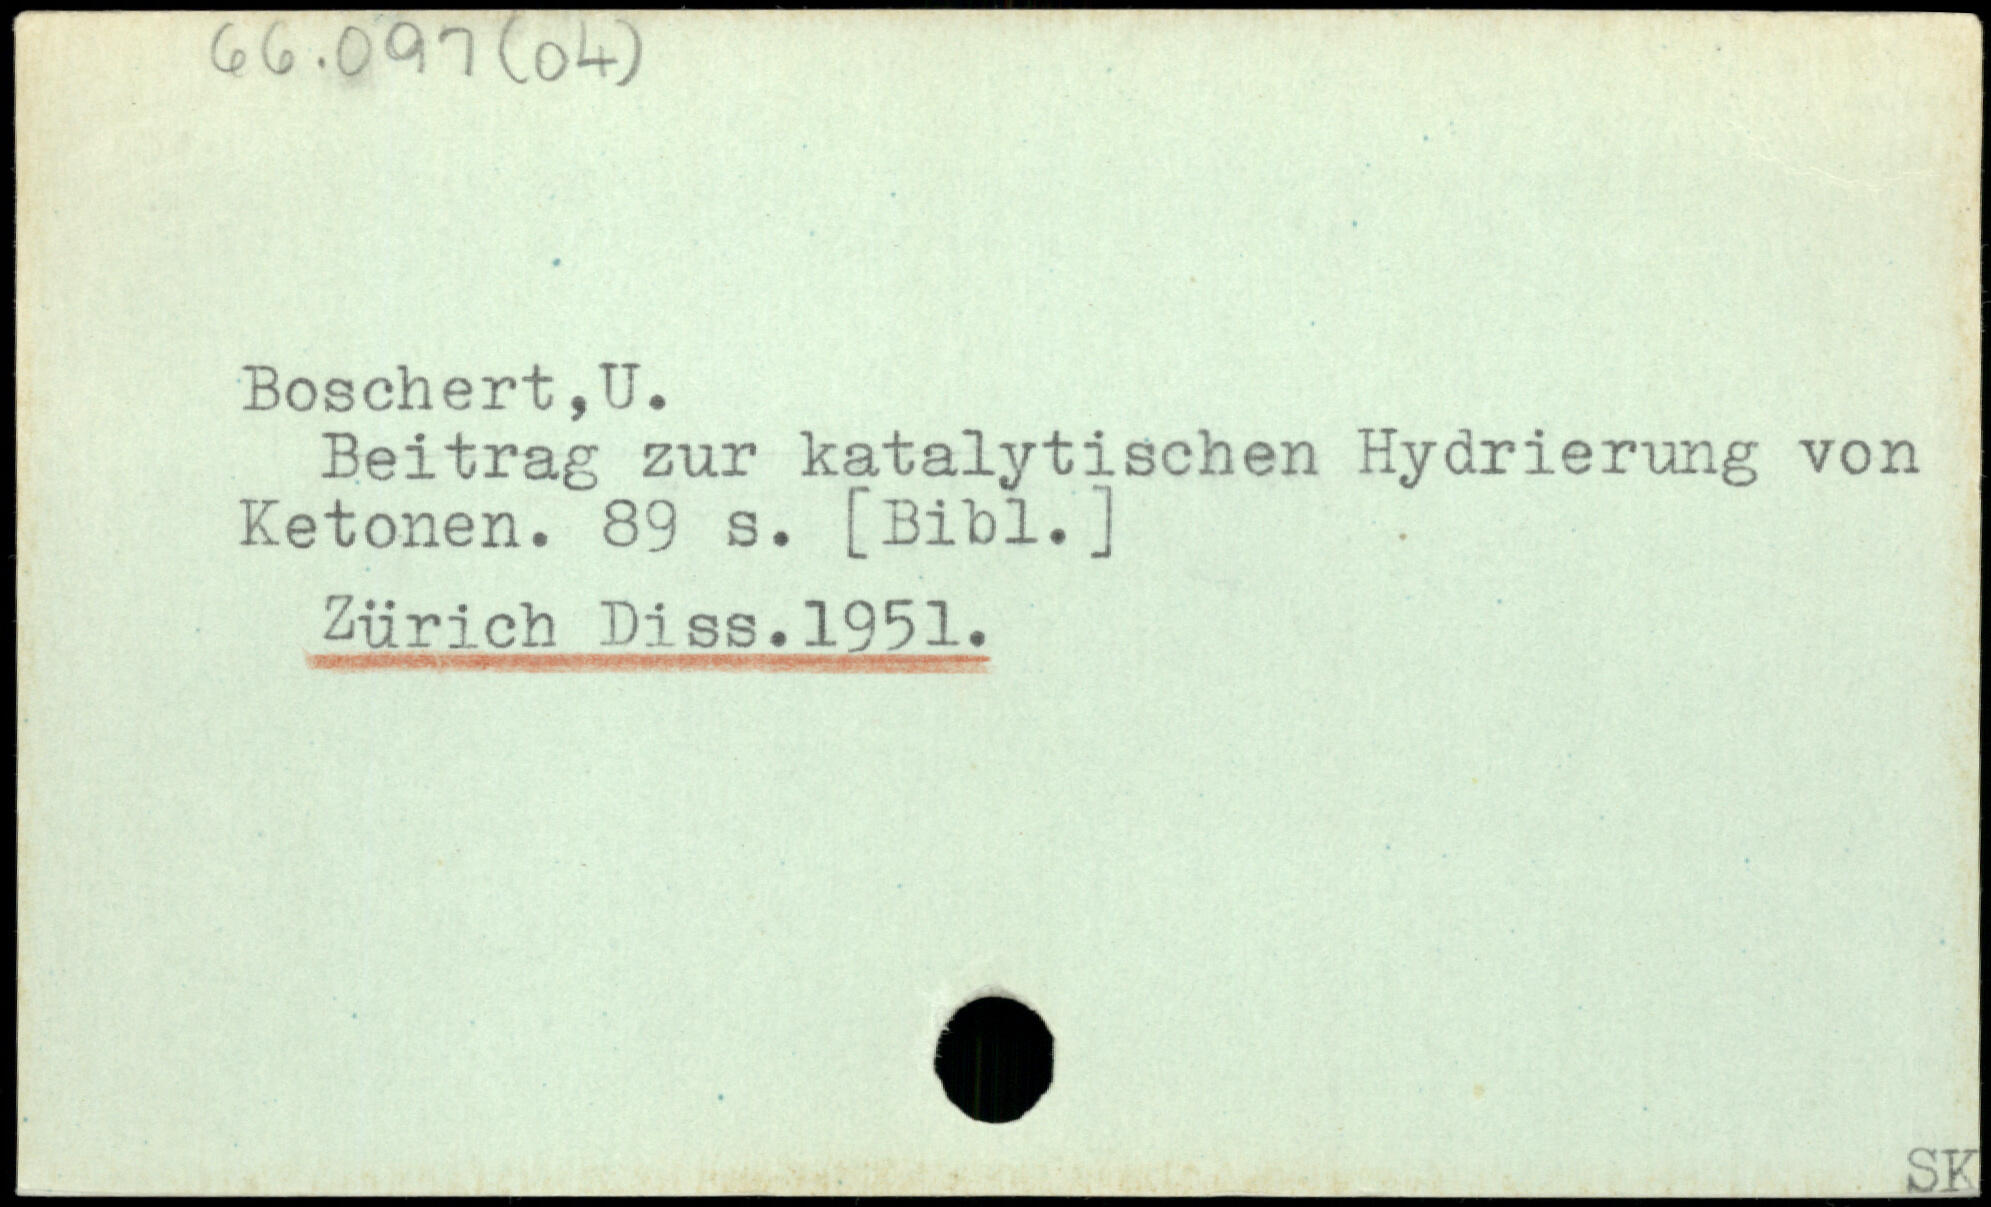 66.097(04)
Boschert,U.
Beitrag zur katalytischen Hydrierung von
Ketonen. 89 s. [Bibl.]
Zürich Diss.1951.
SK